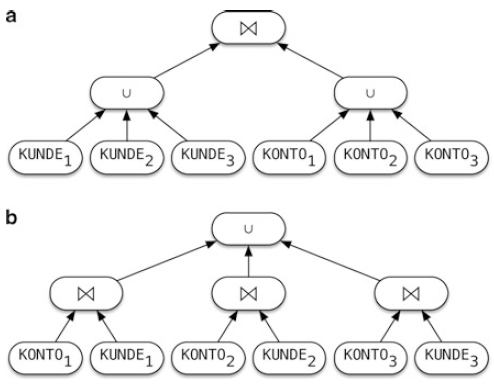 a
⋈
∪ ∪
KUNDE₁ KUNDE₂ KUNDE₃ KONTO₁ KONTO₂ KONTO₃
b
∪
⋈ ⋈ ⋈
KONTO₁ KUNDE₁ KONTO₂ KUNDE₂ KONTO₃ KUNDE₃